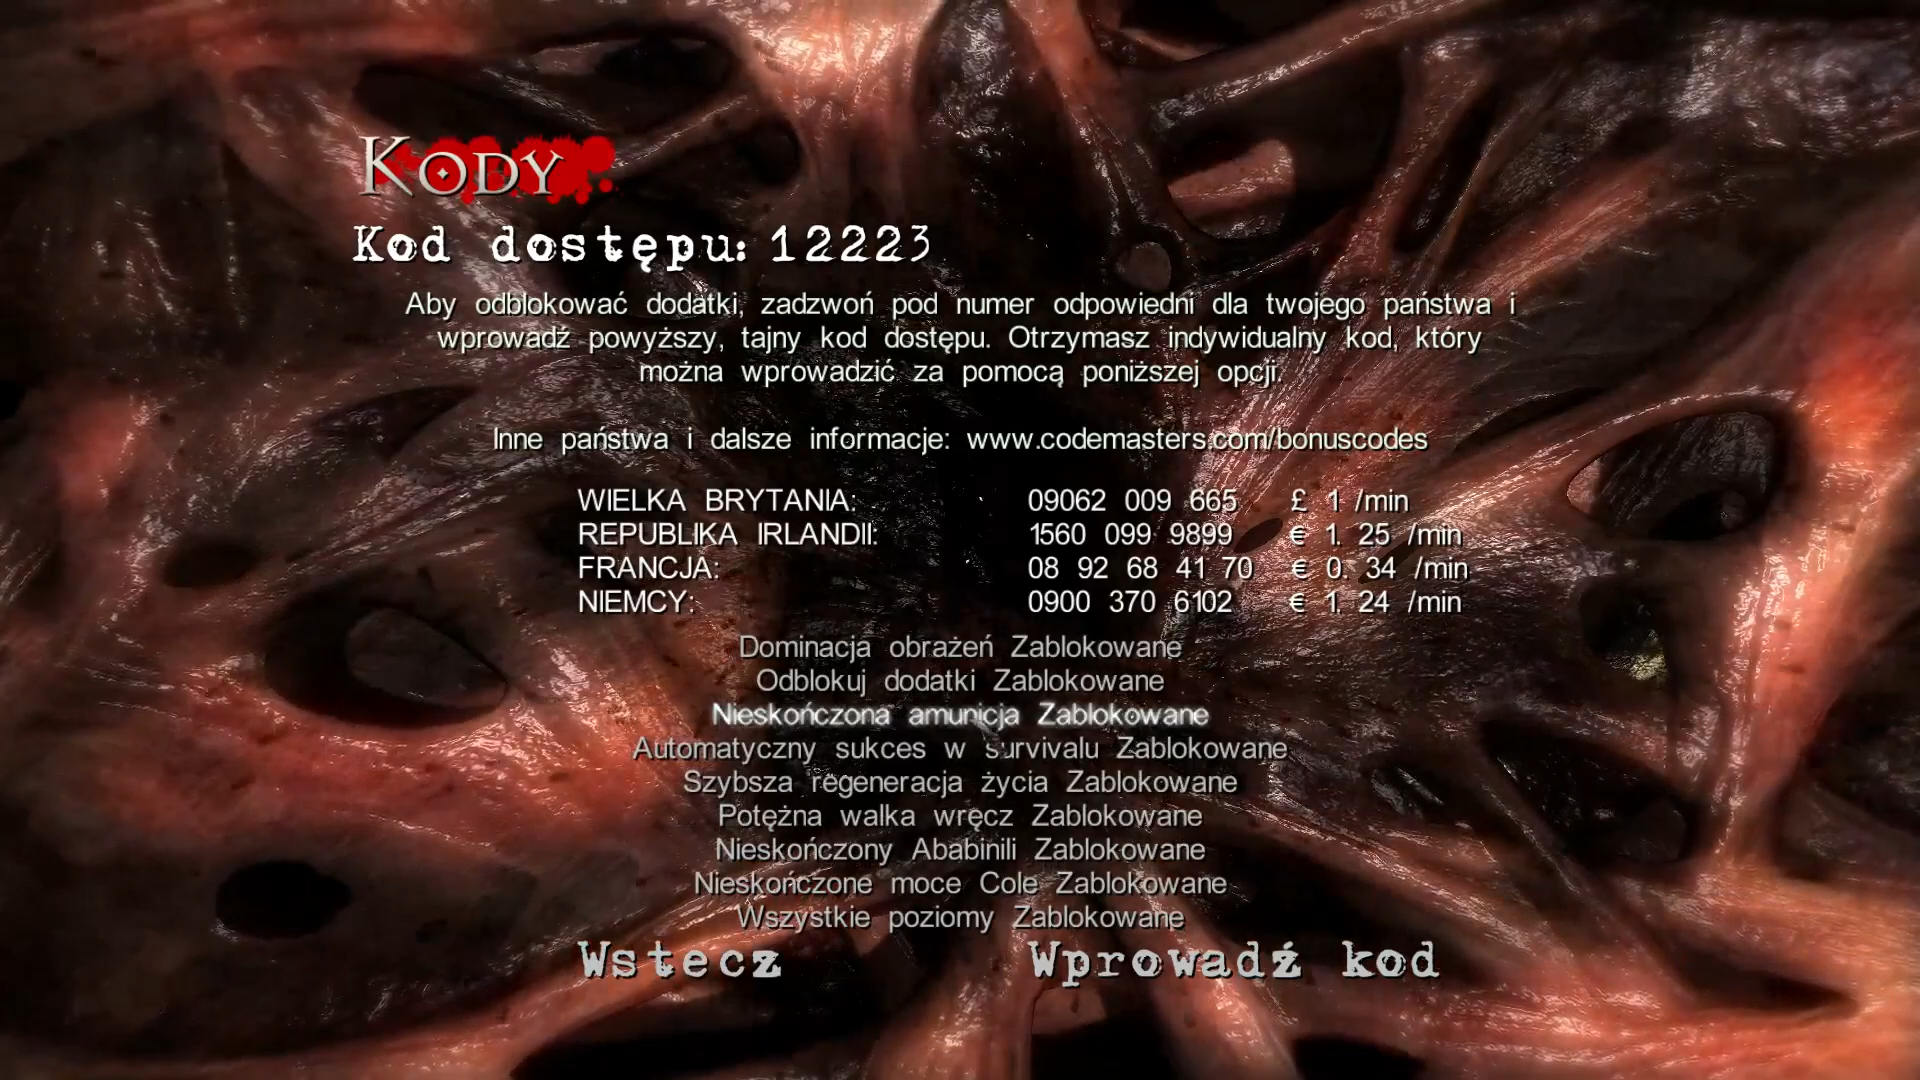 Kody
Kod dostępu: 12223
Aby odblokować dodatki, zadzwoń pod numer odpowiedni dla twojego państwa i
wprowadź powyższy, tajny kod dostępu. Otrzymasz indywidualny kod, który
można wprowadzić za pomocą poniższej opcji.
Inne państwa i dalsze informacje: www.codemasters.com/bonuscodes
WIELKA BRYTANIA: 09062 009 665 £ 1 /min
REPUBLIKA IRLANDII: 1560 099 9899 € 1. 25 /min
FRANCJA: 08 92 68 41 70 € 0. 34 /min
NIEMCY: 0900 370 6102 € 1. 24 /min
Dominacja obrażeń Zablokowane
Odblokuj dodatki Zablokowane
Nieskończona amunicja Zablokowane
Automatyczny sukces w survivalu Zablokowane
Szybsza regeneracja życia Zablokowane
Potężna walka wręcz Zablokowane
Nieskończony Ababinili Zablokowane
Nieskończone moce Cole Zablokowane
Wszystkie poziomy Zablokowane
Wstecz Wprowadź kod